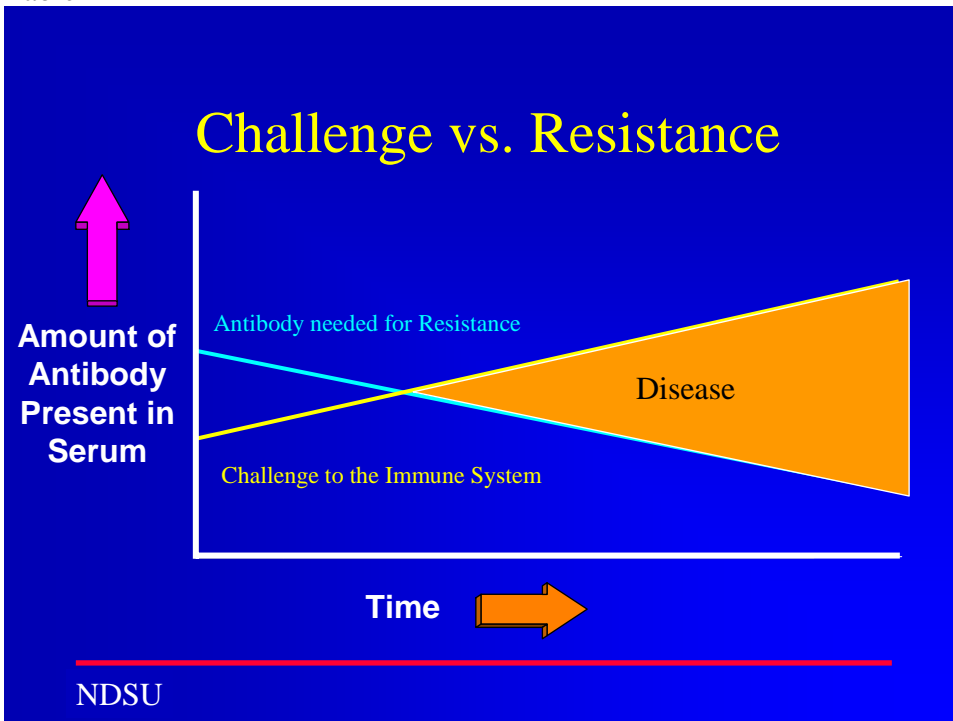 Challenge vs. Resistance
Antibody needed for Resistance
Amount of
Antibody
Present in
Serum
Disease
Challenge to the Immune System
Time
NDSU